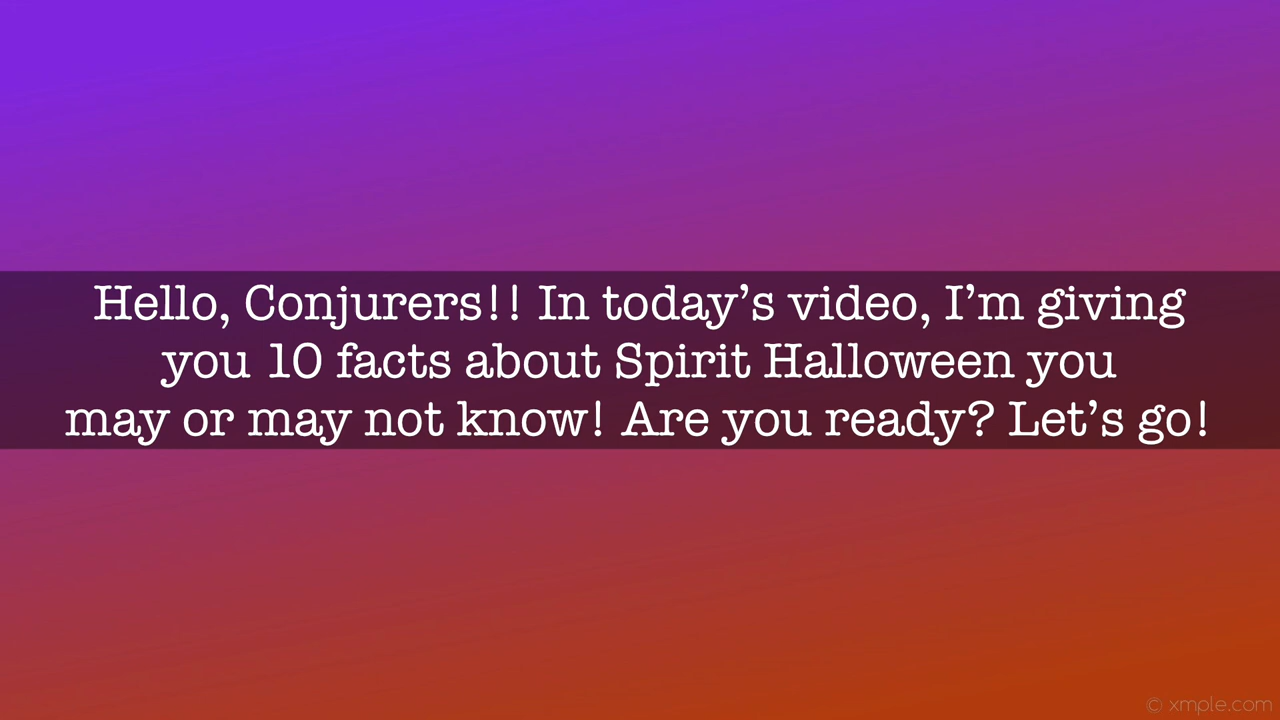 Hello, Conjurers!! In today’s video, I’m giving
you 10 facts about Spirit Halloween you
may or may not know! Are you ready? Let’s go!
© xmple.com